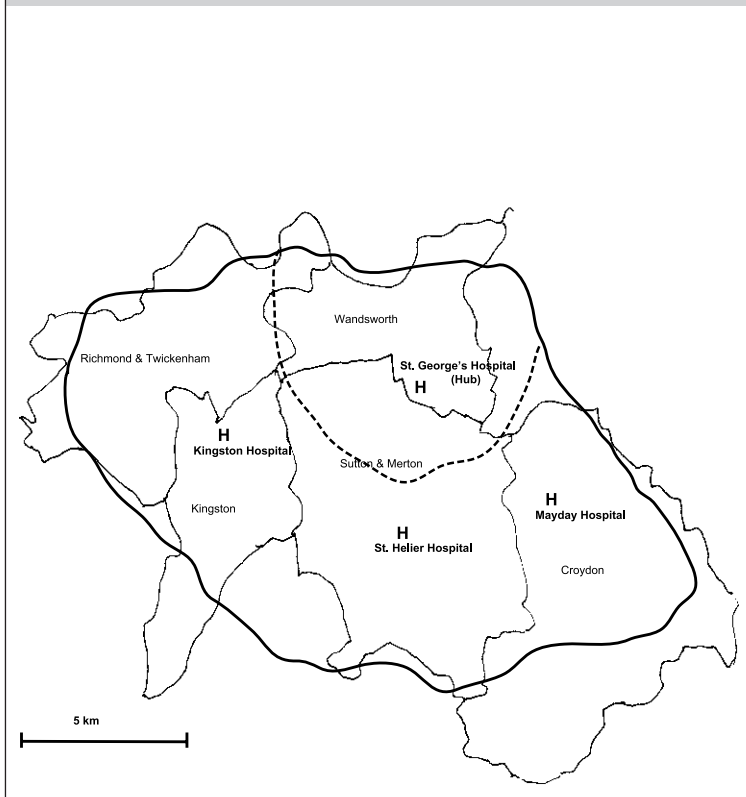 Wandsworth
Richmond & Twickenham
St. George's Hospital
(Hub)
H
H
Kingston Hospital
Sutton & Merton
Kingston
H
Mayday Hospital
H
St. Helier Hospital
Croydon
5 km